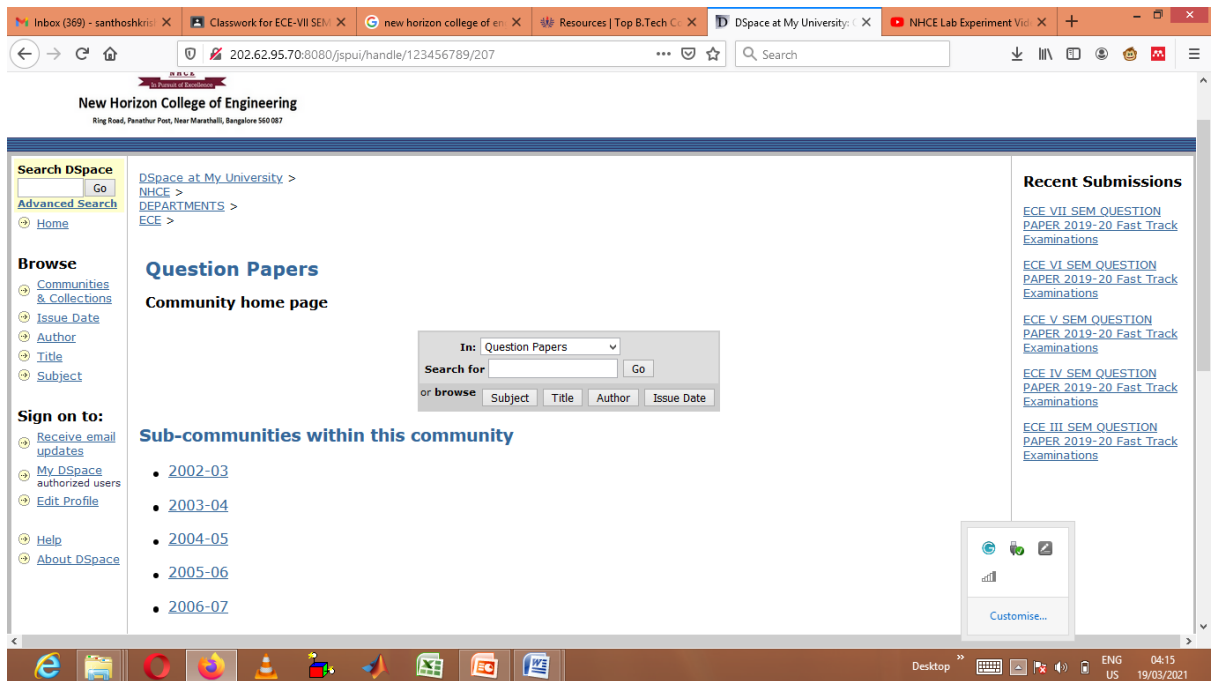 Inbox (369) - santhoshkris
Classwork for ECE-VII SEM
new horizon college of en
Resources | Top B.Tech Co
DSpace at My University:
NHCE Lab Experiment Vid
202.62.95.70:8080/jspui/handle/123456789/207
Search
NHCE
In Pursuit of Excellence
New Horizon College of Engineering
Ring Road, Panathur Post, Near Marathalli, Bangalore 560 087
Search DSpace
Go
Advanced Search
Home
Browse
Communities
& Collections
Issue Date
Author
Title
Subject
Sign on to:
Receive email
updates
My DSpace
authorized users
Edit Profile
Help
About DSpace
DSpace at My University >
NHCE >
DEPARTMENTS >
ECE >
Question Papers
Community home page
In: Question Papers
Search for Go
or browse Subject Title Author Issue Date
Sub-communities within this community
• 2002-03
• 2003-04
• 2004-05
• 2005-06
• 2006-07
Recent Submissions
ECE VII SEM QUESTION
PAPER 2019-20 Fast Track
Examinations
ECE VI SEM QUESTION
PAPER 2019-20 Fast Track
Examinations
ECE V SEM QUESTION
PAPER 2019-20 Fast Track
Examinations
ECE IV SEM QUESTION
PAPER 2019-20 Fast Track
Examinations
ECE III SEM QUESTION
PAPER 2019-20 Fast Track
Examinations
Customise...
Desktop
ENG
US
04:15
19/03/2021